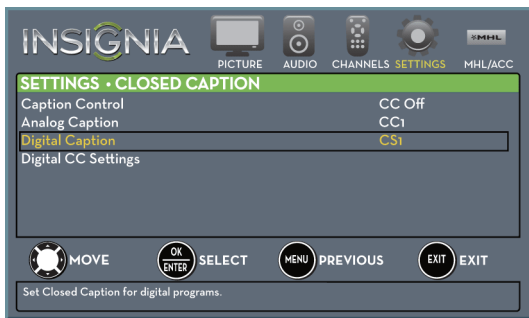 INSIGNIA
PICTURE AUDIO CHANNELS SETTINGS MHL/ACC
MHL
SETTINGS • CLOSED CAPTION
Caption Control CC Off
Analog Caption CC1
Digital Caption CS1
Digital CC Settings
MOVE OK ENTER SELECT MENU PREVIOUS EXIT EXIT
Set Closed Caption for digital programs.